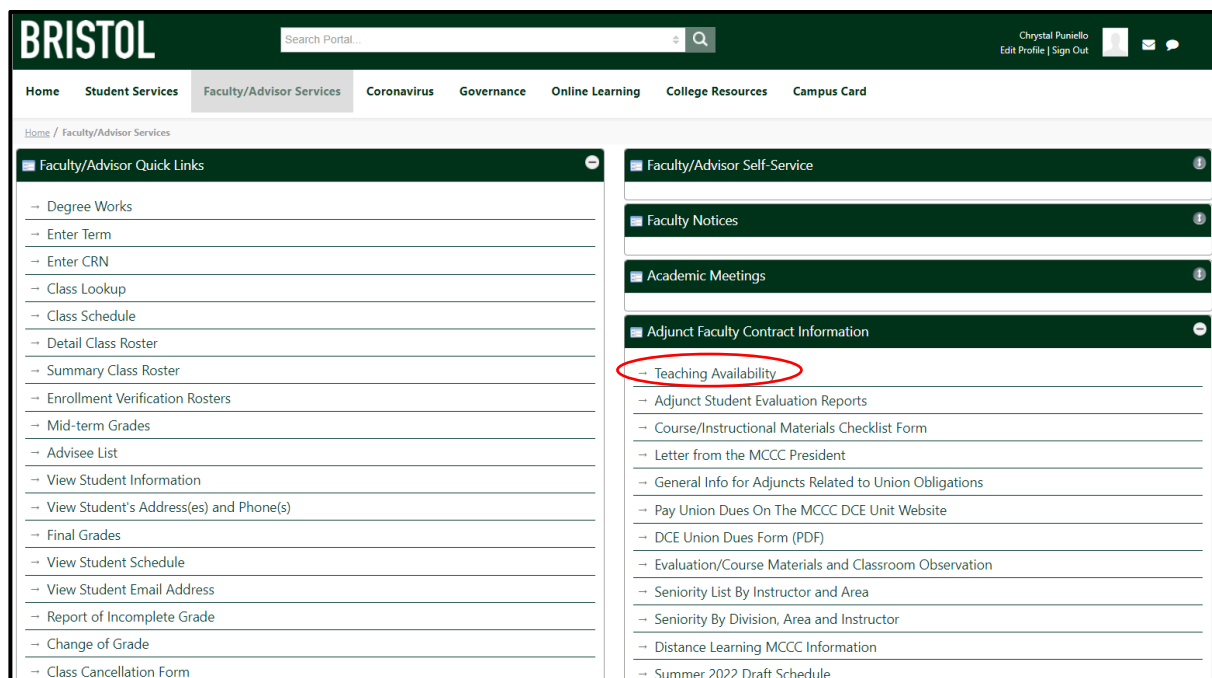 BRISTOL
Search Portal...
Chrystal Puniello
Edit Profile | Sign Out
Home Student Services Faculty/Advisor Services Coronavirus Governance Online Learning College Resources Campus Card
Home / Faculty/Advisor Services
Faculty/Advisor Quick Links
→ Degree Works
→ Enter Term
→ Enter CRN
→ Class Lookup
→ Class Schedule
→ Detail Class Roster
→ Summary Class Roster
→ Enrollment Verification Rosters
→ Mid-term Grades
→ Advisee List
→ View Student Information
→ View Student's Address(es) and Phone(s)
→ Final Grades
→ View Student Schedule
→ View Student Email Address
→ Report of Incomplete Grade
→ Change of Grade
→ Class Cancellation Form
Faculty/Advisor Self-Service
Faculty Notices
Academic Meetings
Adjunct Faculty Contract Information
→ Teaching Availability
→ Adjunct Student Evaluation Reports
→ Course/Instructional Materials Checklist Form
→ Letter from the MCCC President
→ General Info for Adjuncts Related to Union Obligations
→ Pay Union Dues On The MCCC DCE Unit Website
→ DCE Union Dues Form (PDF)
→ Evaluation/Course Materials and Classroom Observation
→ Seniority List By Instructor and Area
→ Seniority By Division, Area and Instructor
→ Distance Learning MCCC Information
→ Summer 2022 Draft Schedule